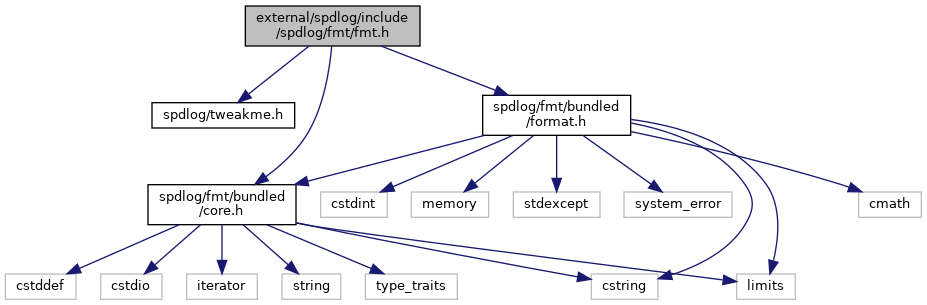 external/spdlog/include
/spdlog/fmt/fmt.h
spdlog/tweakme.h
spdlog/fmt/bundled
/format.h
spdlog/fmt/bundled
/core.h
cstdint
memory
stdexcept
system_error
cmath
cstddef
cstdio
iterator
string
type_traits
cstring
limits